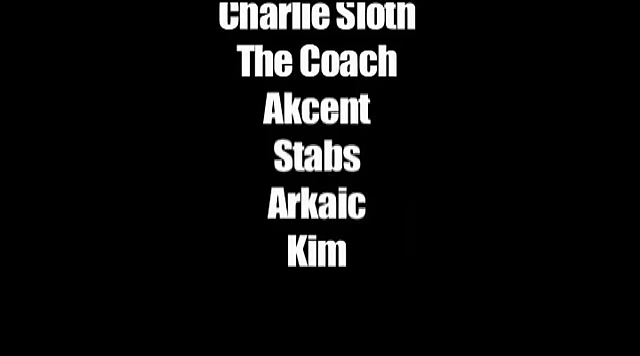 Charlie Sloth
The Coach
Akcent
Stabs
Arkaic
Kim